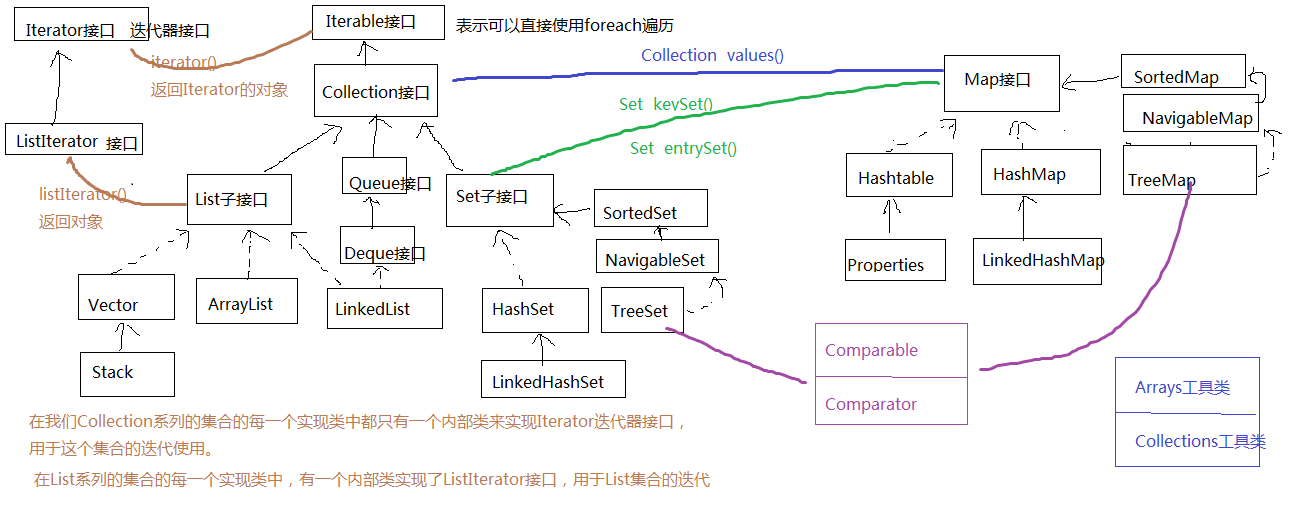 Iterator接口 迭代器接口
Iterable接口
表示可以直接使用foreach遍历
iterator()
返回Iterator的对象
Collection values()
Collection接口
Map接口
SortedMap
Set keySet()
NavigableMap
ListIterator 接口
Set entrySet()
listIterator()
返回对象
List子接口
Queue接口
Set子接口
Hashtable
HashMap
TreeMap
SortedSet
Deque接口
NavigableSet
Properties
LinkedHashMap
Vector
ArrayList
LinkedList
HashSet
TreeSet
Stack
LinkedHashSet
Comparable
Comparator
Arrays工具类
Collections工具类
在我们Collection系列的集合的每一个实现类中都只有一个内部类来实现Iterator迭代器接口，
用于这个集合的迭代使用。
在List系列的集合的每一个实现类中，有一个内部类实现了ListIterator接口，用于List集合的迭代